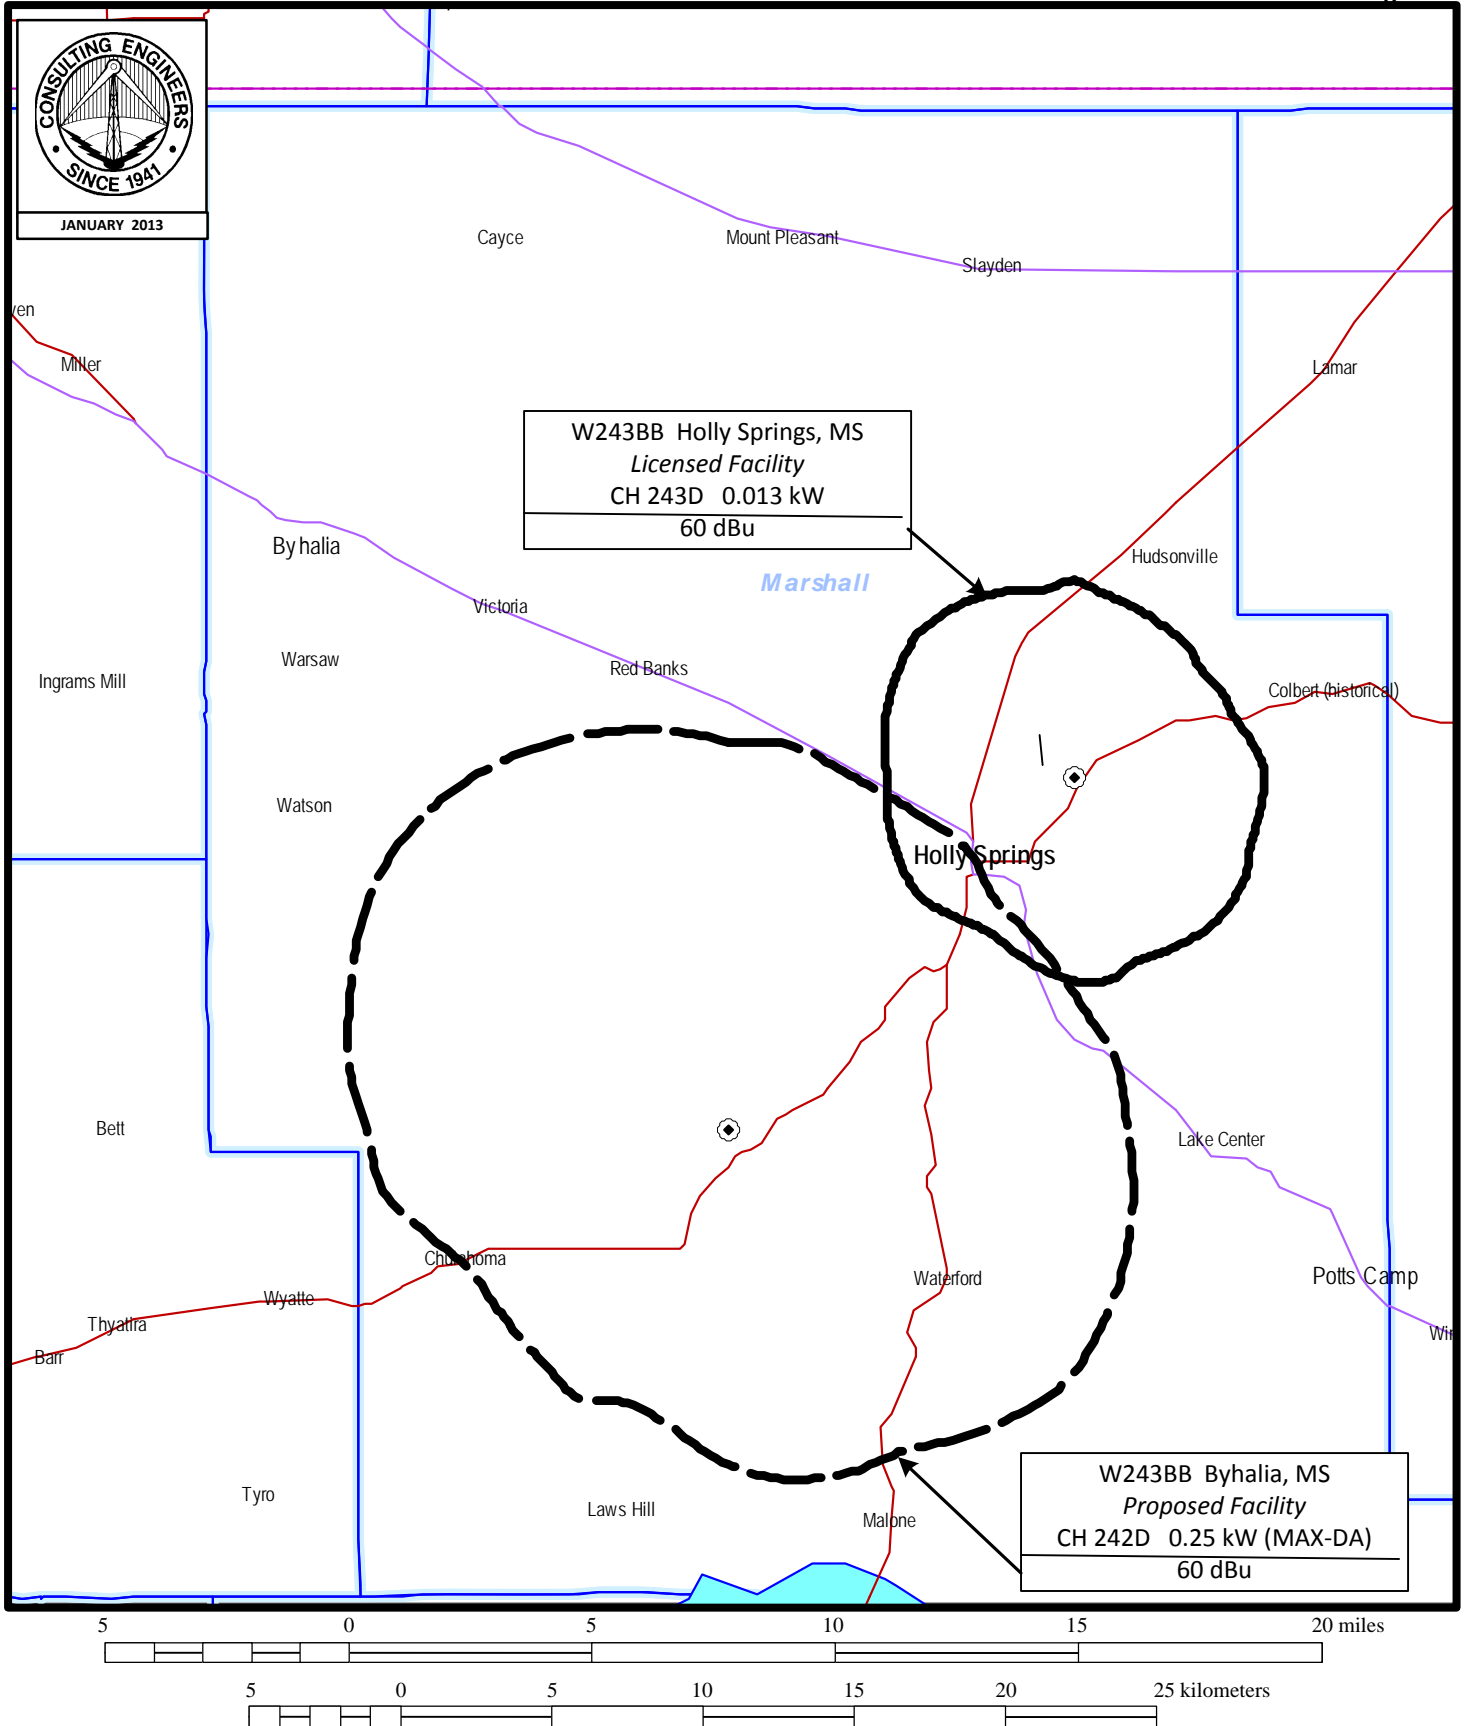 CONSULTING ENGINEERS
SINCE 1941
JANUARY 2013
Cayce
Mount Pleasant
Slayden
ven
Miller
Lamar
W243BB Holly Springs, MS
Licensed Facility
CH 243D 0.013 kW
60 dBu
Byhalia
Hudsonville
Marshall
Victoria
Warsaw
Red Banks
Ingrams Mill
Colbert (historical)
Watson
Holly Springs
Bett
Lake Center
Chulahoma
Waterford
Potts Camp
Wyatte
Thyatira
Win
Barr
W243BB Byhalia, MS
Proposed Facility
CH 242D 0.25 kW (MAX-DA)
60 dBu
Tyro
Laws Hill
Malone
5 0 5 10 15 20 miles
5 0 5 10 15 20 25 kilometers